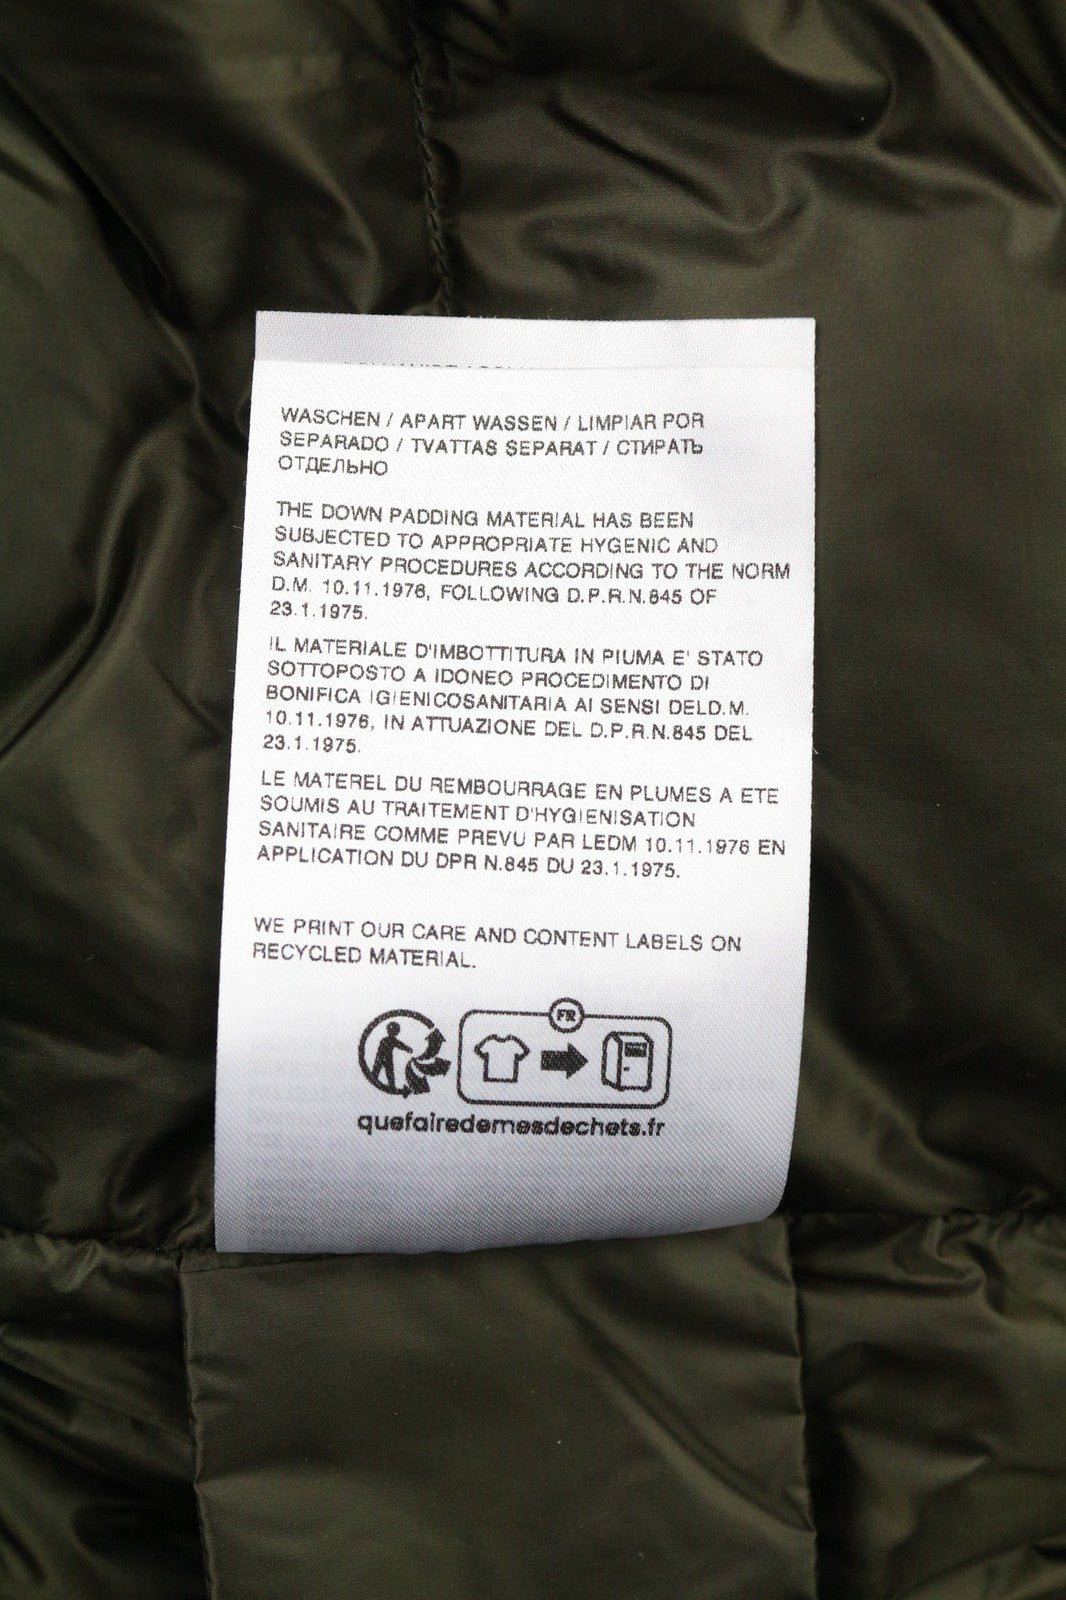 WASCHEN / APART WASSEN / LIMPIAR POR
SEPARADO / TVATTAS SEPARAT / СТИРАТЬ
ОТДЕЛЬНО
THE DOWN PADDING MATERIAL HAS BEEN
SUBJECTED TO APPROPRIATE HYGENIC AND
SANITARY PROCEDURES ACCORDING TO THE NORM
D.M. 10.11.1976, FOLLOWING D.P.R.N.845 OF
23.1.1975.
IL MATERIALE D'IMBOTTITURA IN PIUMA E' STATO
SOTTOPOSTO A IDONEO PROCEDIMENTO DI
BONIFICA IGIENICOSANITARIA AI SENSI DELD.M.
10.11.1976, IN ATTUAZIONE DEL D.P.R.N.845 DEL
23.1.1975.
LE MATEREL DU REMBOURRAGE EN PLUMES A ETE
SOUMIS AU TRAITEMENT D'HYGIENISATION
SANITAIRE COMME PREVU PAR LEDM 10.11.1976 EN
APPLICATION DU DPR N.845 DU 23.1.1975.
WE PRINT OUR CARE AND CONTENT LABELS ON
RECYCLED MATERIAL.
FR
quefairedemesdechets.fr